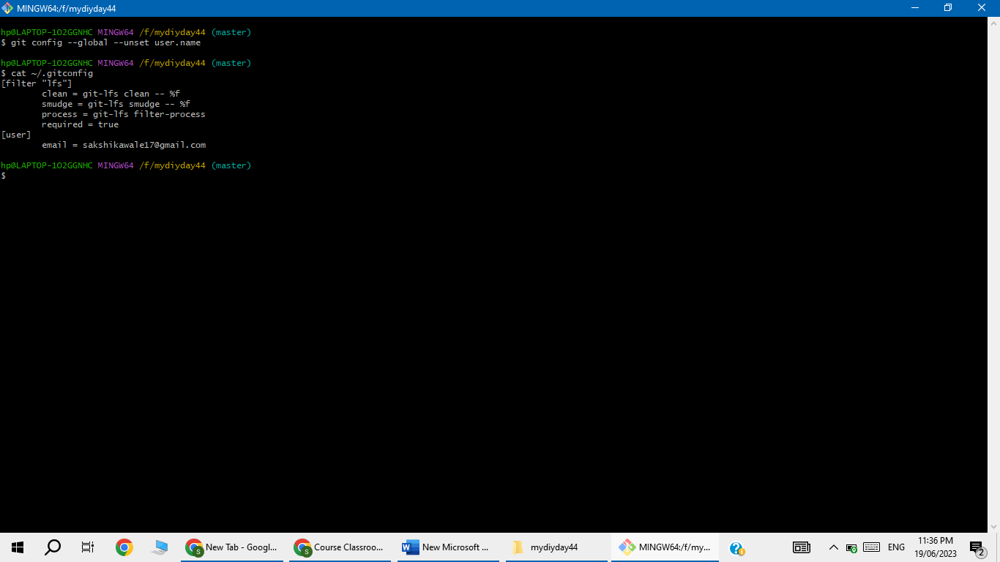 MINGW64:/f/mydiyday44
hp@LAPTOP-1O2GGNHC MINGW64 /f/mydiyday44 (master)
$ git config --global --unset user.name
hp@LAPTOP-1O2GGNHC MINGW64 /f/mydiyday44 (master)
$ cat ~/.gitconfig
[filter "lfs"]
clean = git-lfs clean -- %f
smudge = git-lfs smudge -- %f
process = git-lfs filter-process
required = true
[user]
email = sakshikawale17@gmail.com
hp@LAPTOP-1O2GGNHC MINGW64 /f/mydiyday44 (master)
$
S New Tab - Googl... S Course Classroo... W New Microsoft ... mydiyday44 MINGW64:/f/my... ? ! ENG 11:36 PM 2
19/06/2023